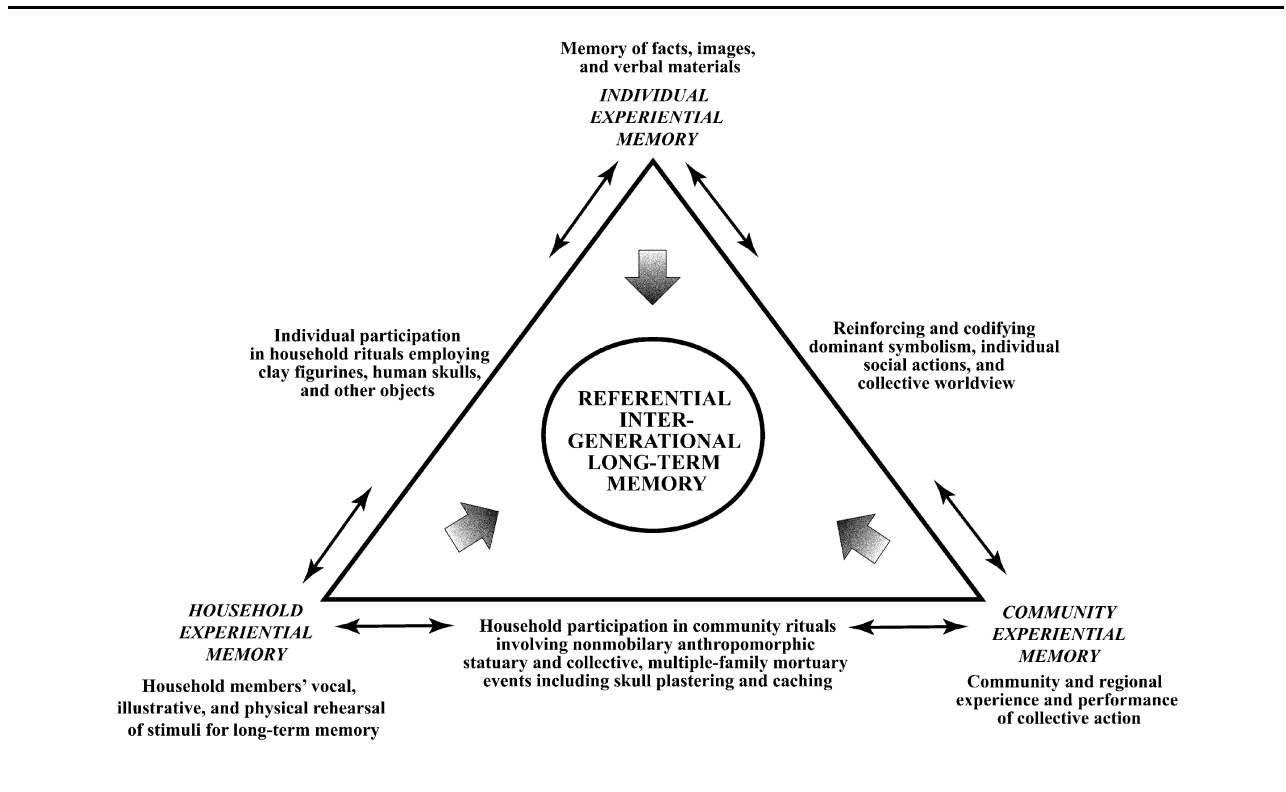 Memory of facts, images,
and verbal materials
INDIVIDUAL
EXPERIENTIAL
MEMORY
Individual participation
in household rituals employing
clay figurines, human skulls,
and other objects
Reinforcing and codifying
dominant symbolism, individual
social actions, and
collective worldview
REFERENTIAL
INTER-
GENERATIONAL
LONG-TERM
MEMORY
HOUSEHOLD
EXPERIENTIAL
MEMORY
Household members’ vocal,
illustrative, and physical rehearsal
of stimuli for long-term memory
Household participation in community rituals
involving nonmobilary anthropomorphic
statuary and collective, multiple-family mortuary
events including skull plastering and caching
COMMUNITY
EXPERIENTIAL
MEMORY
Community and regional
experience and performance
of collective action